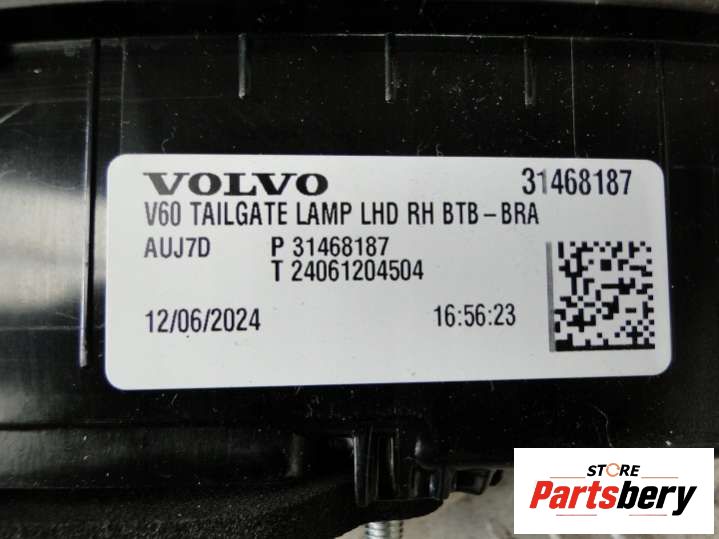 VOLVO 31468187
V60 TAILGATE LAMP LHD RH BTB-BRA
AUJ7D P 31468187
T 24061204504
12/06/2024 16:56:23
STORE
Partsbery